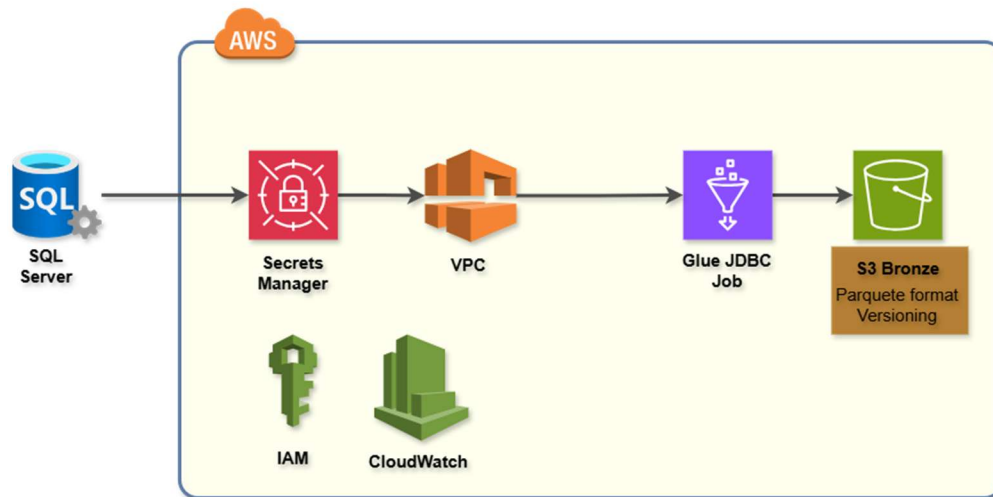 AWS
SQL
SQL
Server
Secrets
Manager
VPC
Glue JDBC
Job
S3 Bronze
Parquete format
Versioning
IAM
CloudWatch